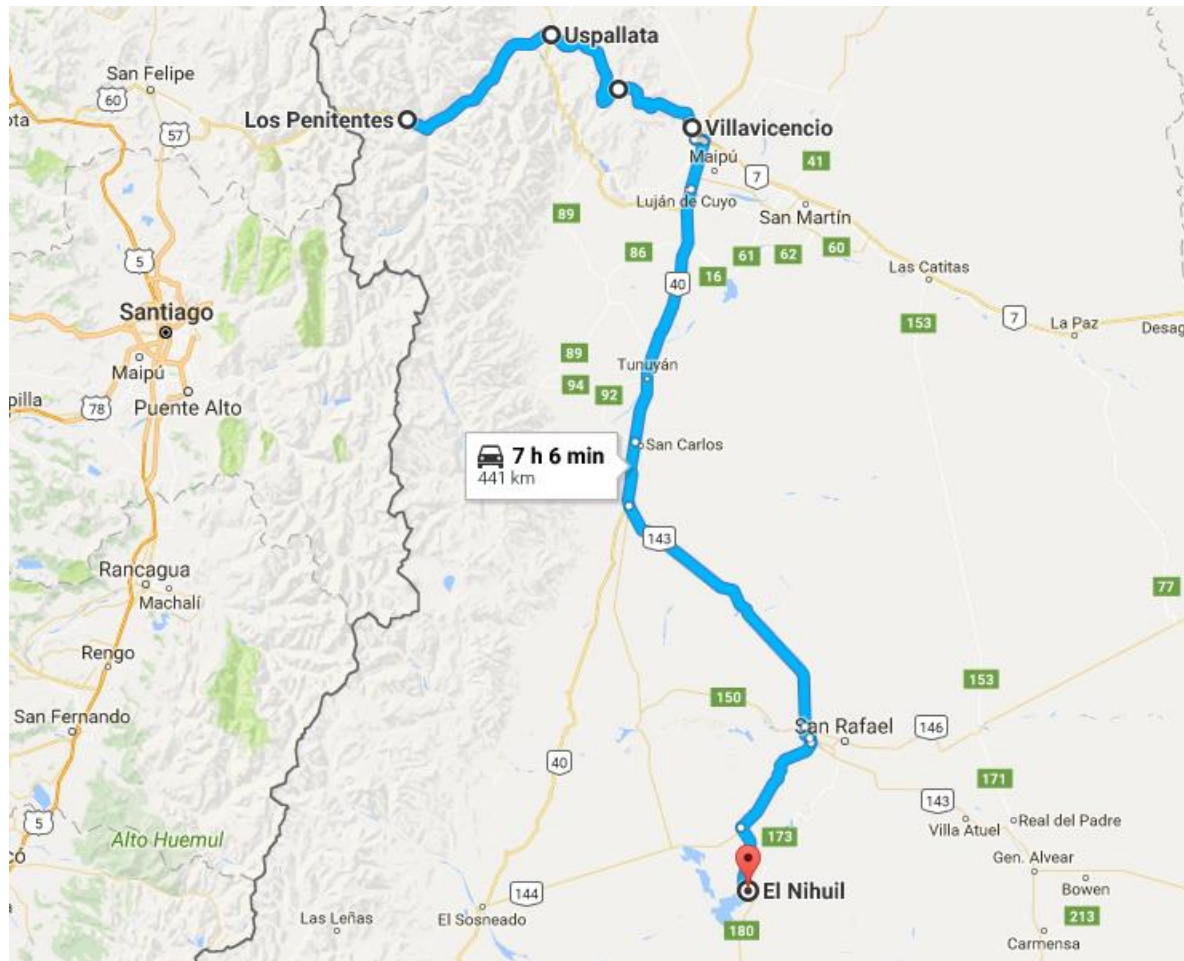 Uspallata
San Felipe
60
ota
Los Penitentes
57
Villavicencio
Maipú
41
7
Luján de Cuyo
San Martín
89
86
61
62
60
5
16
40
Las Catitas
Santiago
153
7
La Paz
Desag
Maipú
89
Tunuyán
94
92
pilla
78
Puente Alto
San Carlos
7 h 6 min
441 km
143
Rancagua
Machalí
77
Rengo
153
150
San Fernando
San Rafael
146
40
171
143
5
Alto Huemul
173
Villa Atuel
Real del Padre
có
Gen. Alvear
El Nihuil
Bowen
144
Las Leñas
El Sosneado
180
213
Carmensa